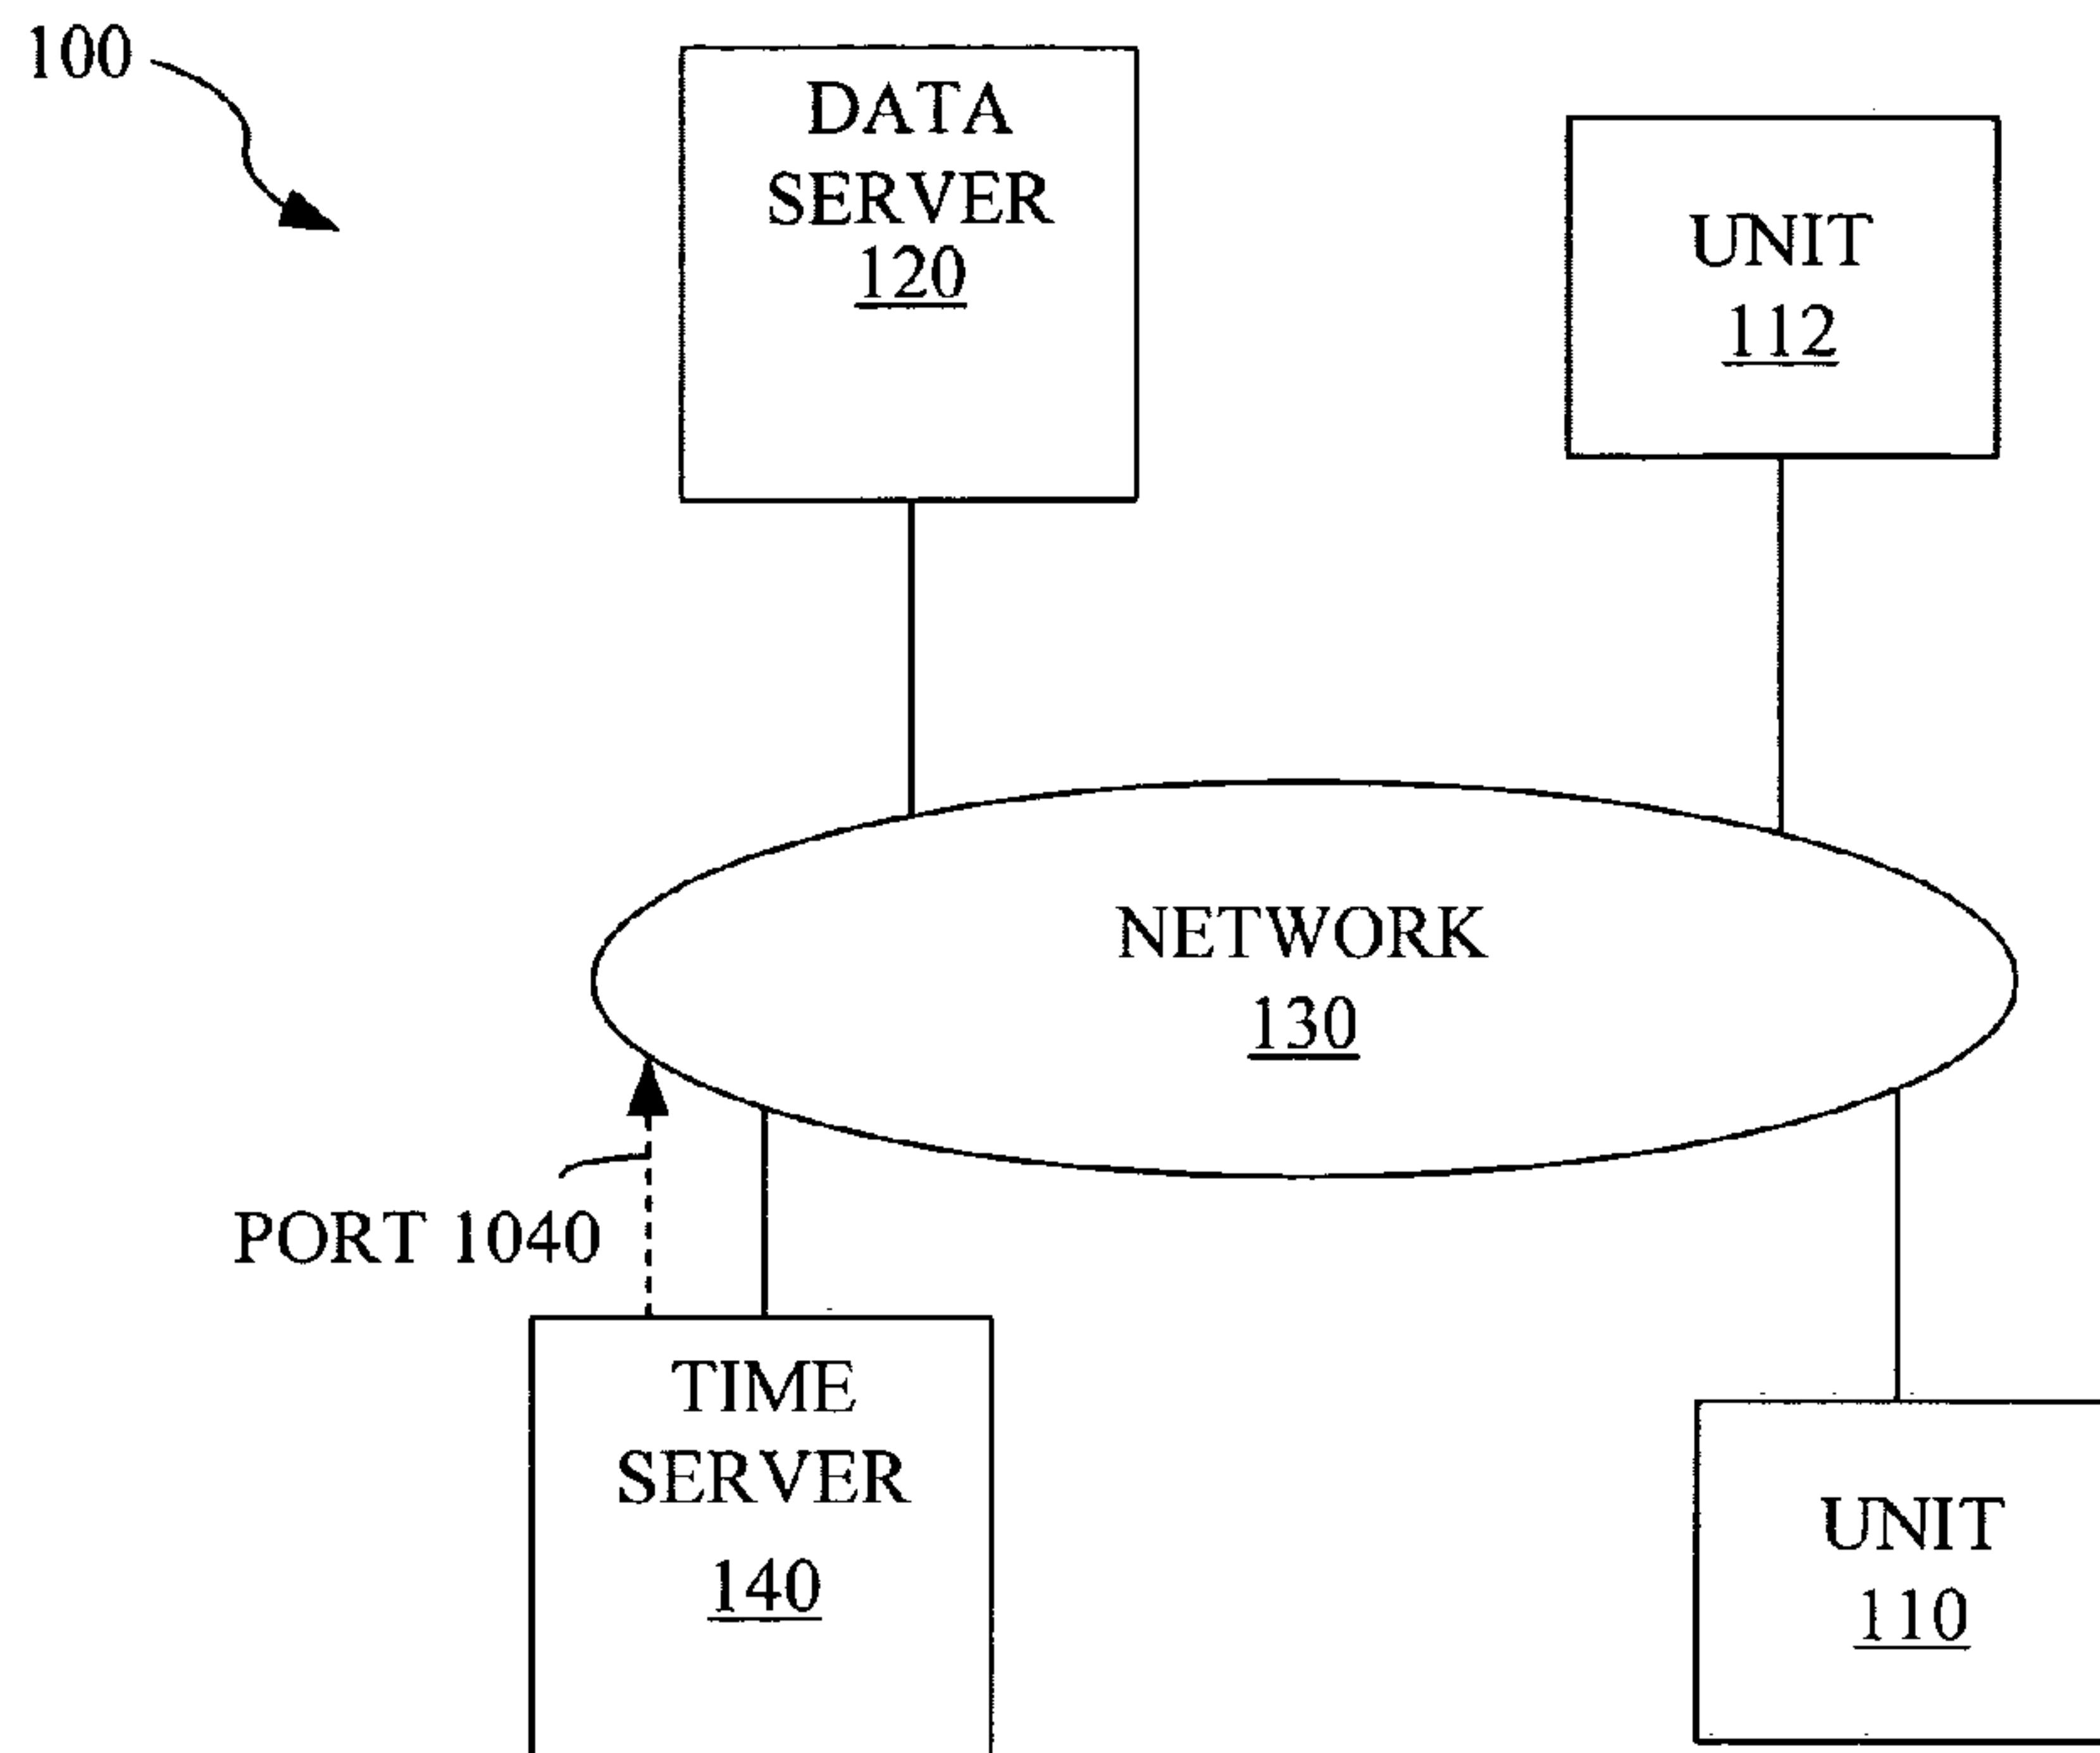 100
DATA
SERVER
120
UNIT
112
NETWORK
130
PORT 1040
TIME
SERVER
140
UNIT
110